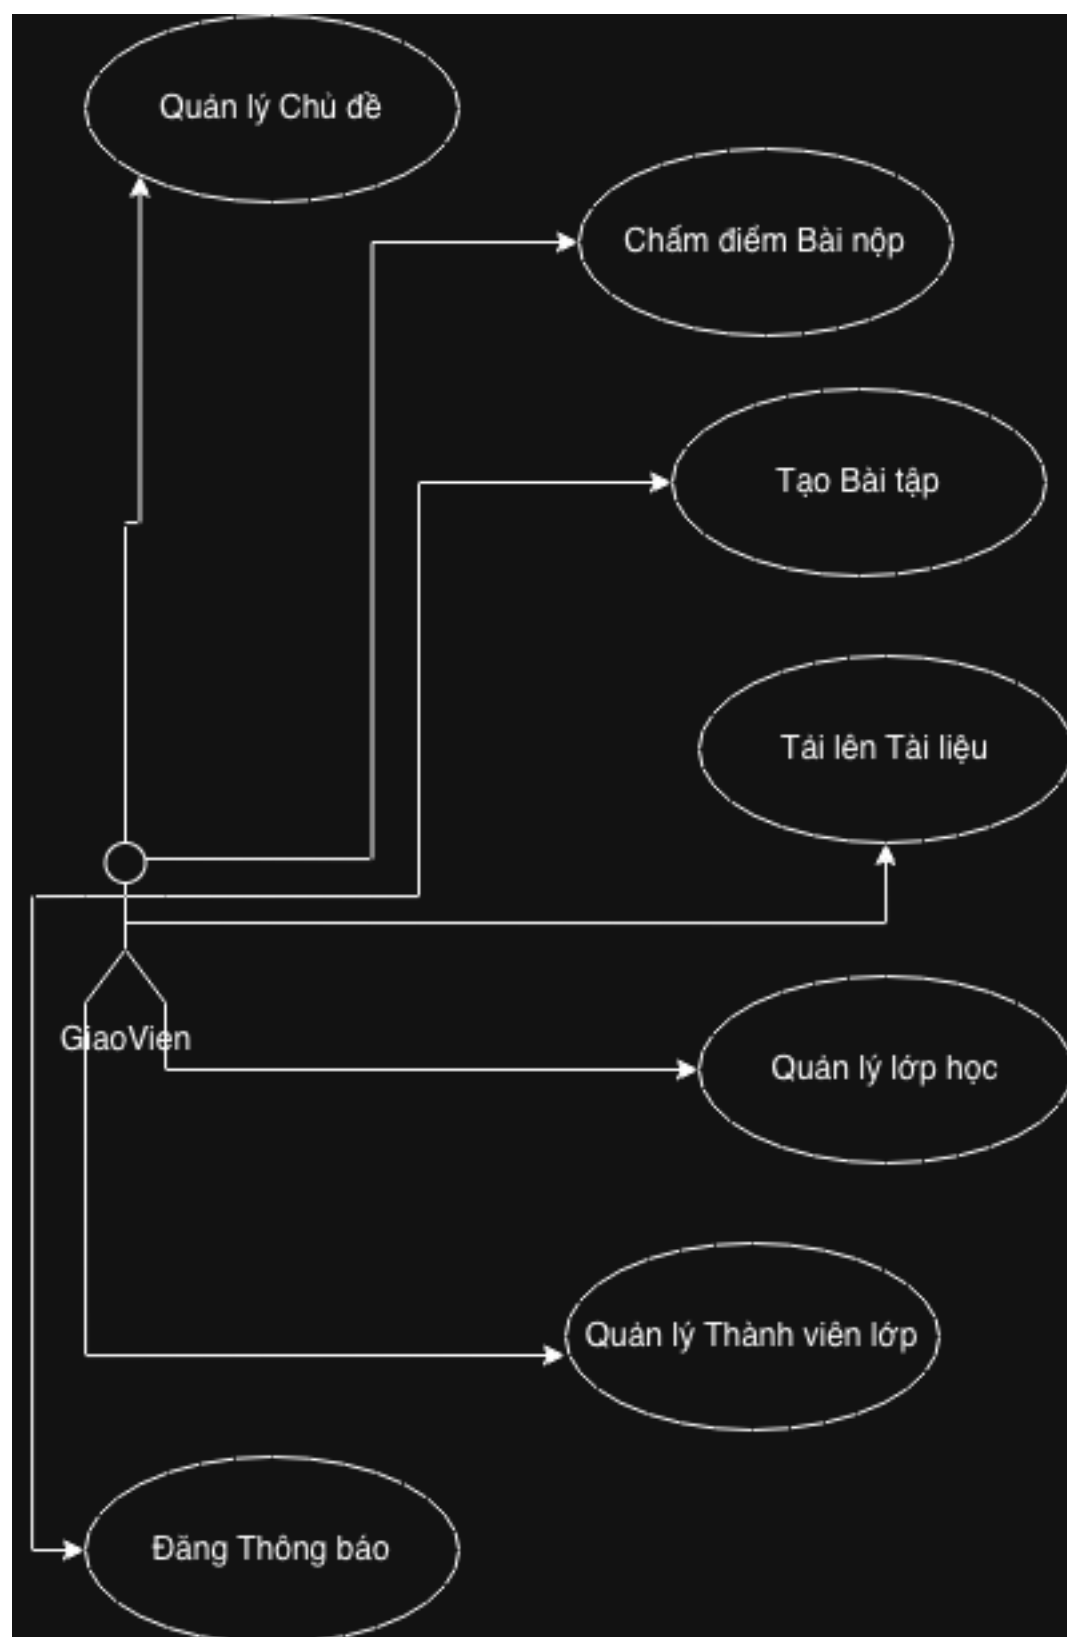 Quản lý Chủ đề
Chấm điểm Bài nộp
Tạo Bài tập
Tải lên Tài liệu
GiaoVien
Quản lý lớp học
Quản lý Thành viên lớp
Đăng Thông báo